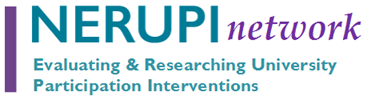 NERUPI network
Evaluating & Researching University
Participation Interventions